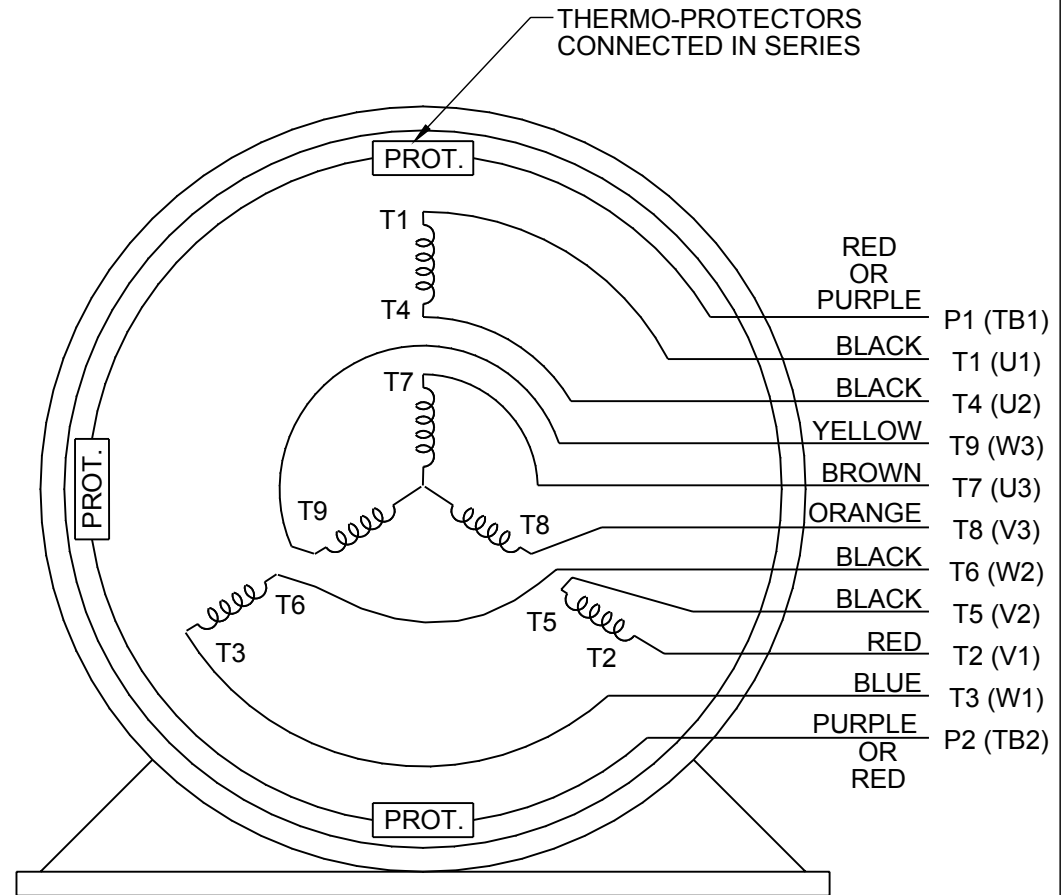 THERMO-PROTECTORS
CONNECTED IN SERIES
PROT.
T1
T4
T7
T9
T8
T6
T5
T3
T2
PROT.
PROT.
RED
OR
PURPLE
P1 (TB1)
BLACK
T1 (U1)
BLACK
T4 (U2)
YELLOW
T9 (W3)
BROWN
T7 (U3)
ORANGE
T8 (V3)
BLACK
T6 (W2)
BLACK
T5 (V2)
RED
T2 (V1)
BLUE
T3 (W1)
PURPLE
OR
RED
P2 (TB2)